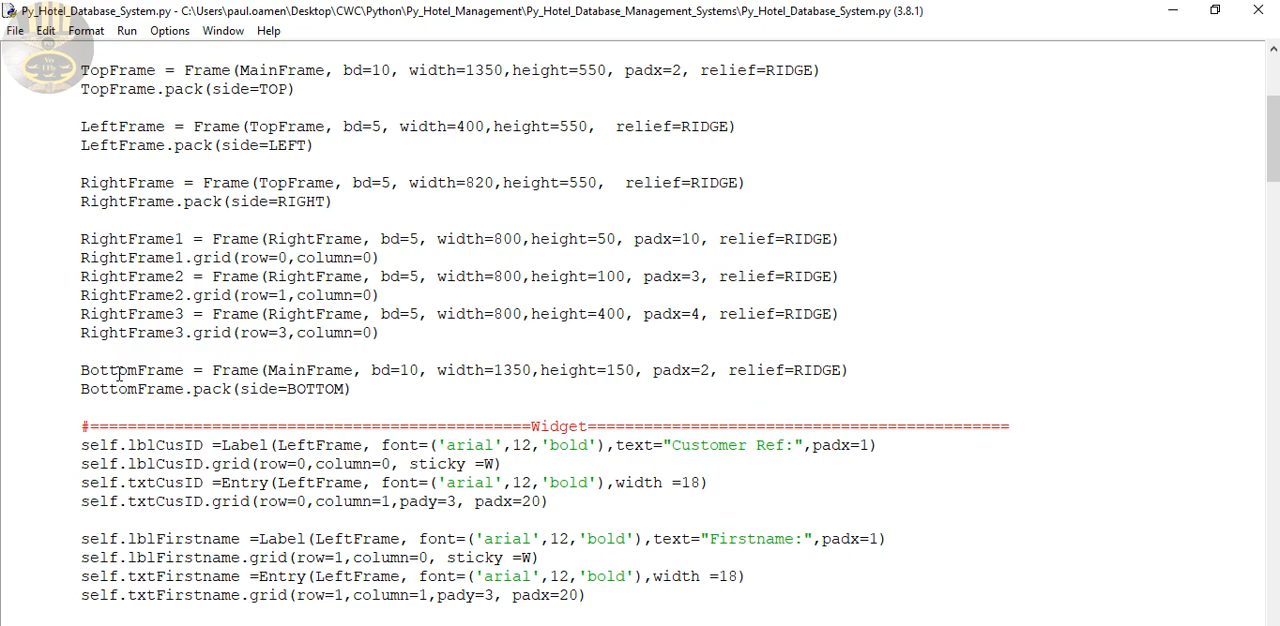 Py_Hotel_Database_System.py - C:\Users\paul.oamen\Desktop\CWC\Python\Py_Hotel_Management\Py_Hotel_Database_Management_Systems\Py_Hotel_Database_System.py (3.8.1)
File Edit Format Run Options Window Help
TopFrame = Frame(MainFrame, bd=10, width=1350,height=550, padx=2, relief=RIDGE)
TopFrame.pack(side=TOP)
LeftFrame = Frame(TopFrame, bd=5, width=400,height=550,  relief=RIDGE)
LeftFrame.pack(side=LEFT)
RightFrame = Frame(TopFrame, bd=5, width=820,height=550,  relief=RIDGE)
RightFrame.pack(side=RIGHT)
RightFrame1 = Frame(RightFrame, bd=5, width=800,height=50, padx=10, relief=RIDGE)
RightFrame1.grid(row=0,column=0)
RightFrame2 = Frame(RightFrame, bd=5, width=800,height=100, padx=3, relief=RIDGE)
RightFrame2.grid(row=1,column=0)
RightFrame3 = Frame(RightFrame, bd=5, width=800,height=400, padx=4, relief=RIDGE)
RightFrame3.grid(row=3,column=0)
BottomFrame = Frame(MainFrame, bd=10, width=1350,height=150, padx=2, relief=RIDGE)
BottomFrame.pack(side=BOTTOM)
#===============================================Widget=============================================
self.lblCusID =Label(LeftFrame, font=('arial',12,'bold'),text="Customer Ref:",padx=1)
self.lblCusID.grid(row=0,column=0, sticky =W)
self.txtCusID =Entry(LeftFrame, font=('arial',12,'bold'),width =18)
self.txtCusID.grid(row=0,column=1,pady=3, padx=20)
self.lblFirstname =Label(LeftFrame, font=('arial',12,'bold'),text="Firstname:",padx=1)
self.lblFirstname.grid(row=1,column=0, sticky =W)
self.txtFirstname =Entry(LeftFrame, font=('arial',12,'bold'),width =18)
self.txtFirstname.grid(row=1,column=1,pady=3, padx=20)